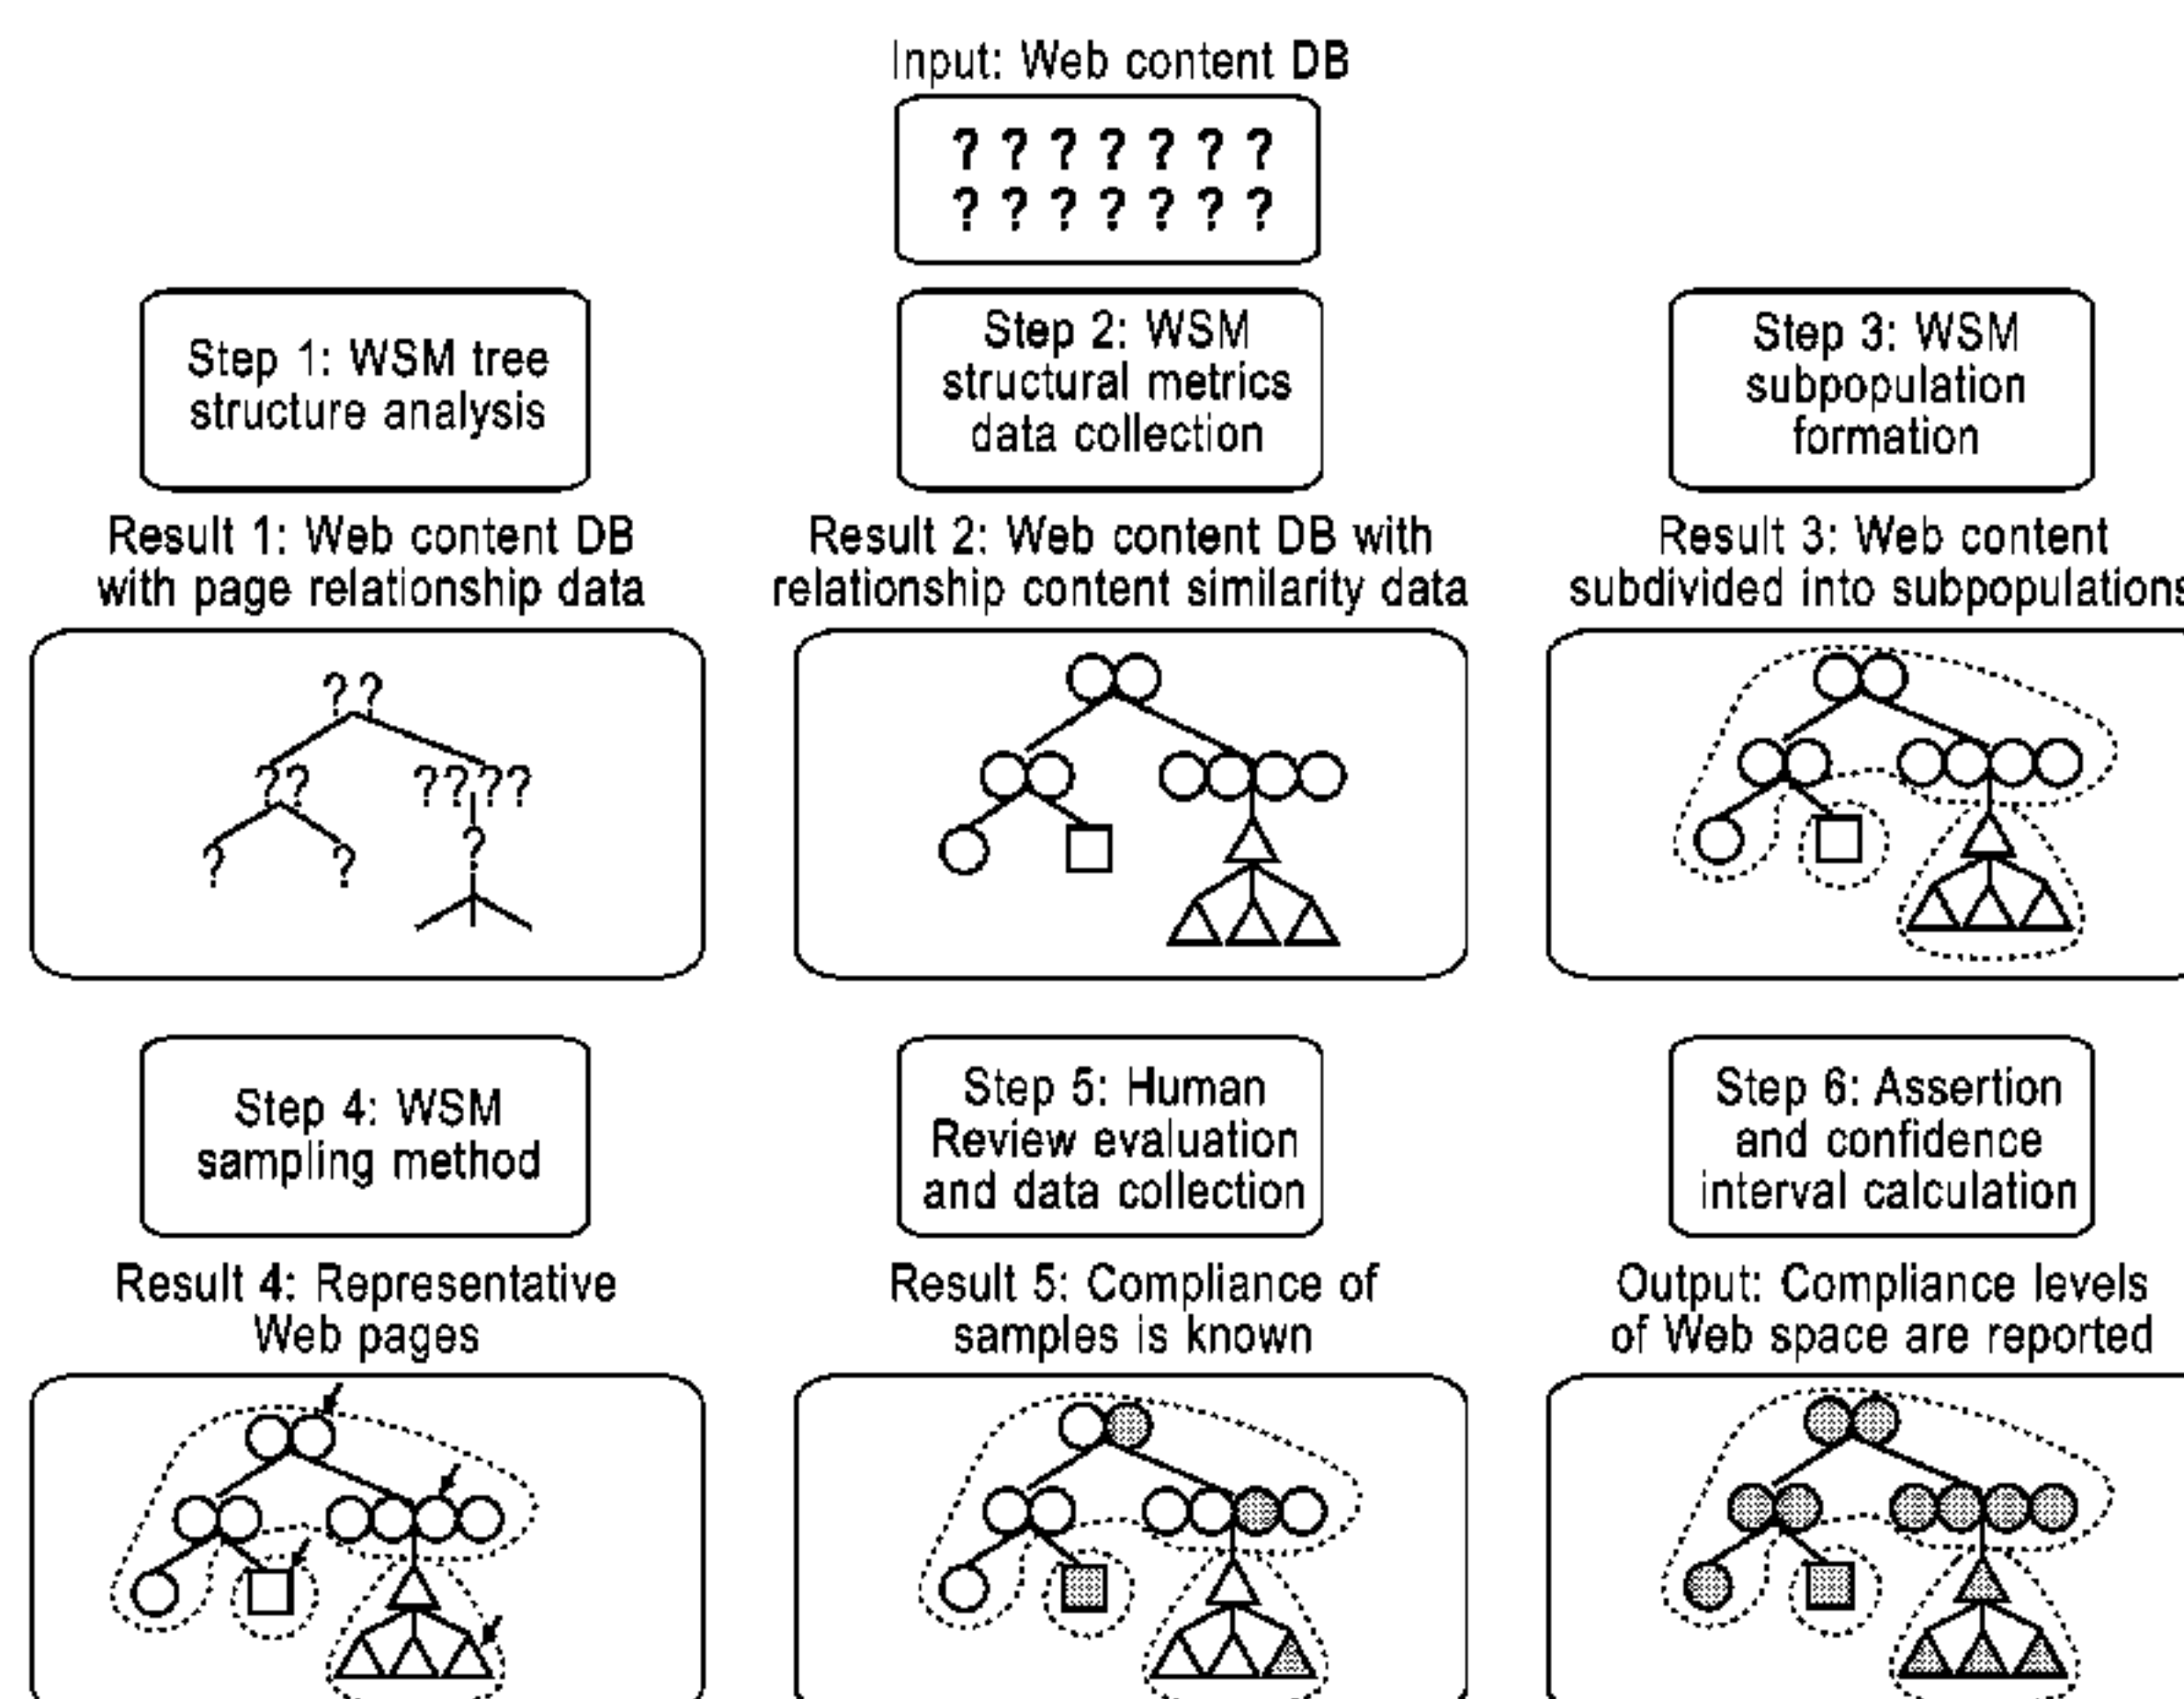 Input: Web content DB
? ? ? ? ? ? ?
? ? ? ? ? ? ?
Step 1: WSM tree
structure analysis
Step 2: WSM
structural metrics
data collection
Step 3: WSM
subpopulation
formation
Result 1: Web content DB
with page relationship data
Result 2: Web content DB with
relationship content similarity data
Result 3: Web content
subdivided into subpopulations
??
?? ????
?
? ?
Step 4: WSM
sampling method
Step 5: Human
Review evaluation
and data collection
Step 6: Assertion
and confidence
interval calculation
Result 4: Representative
Web pages
Result 5: Compliance of
samples is known
Output: Compliance levels
of Web space are reported